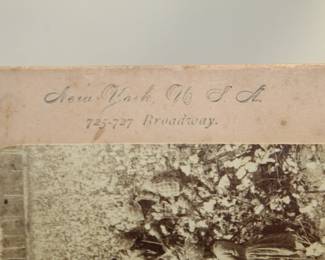 New York, U S. A.
725-727 Broadway.